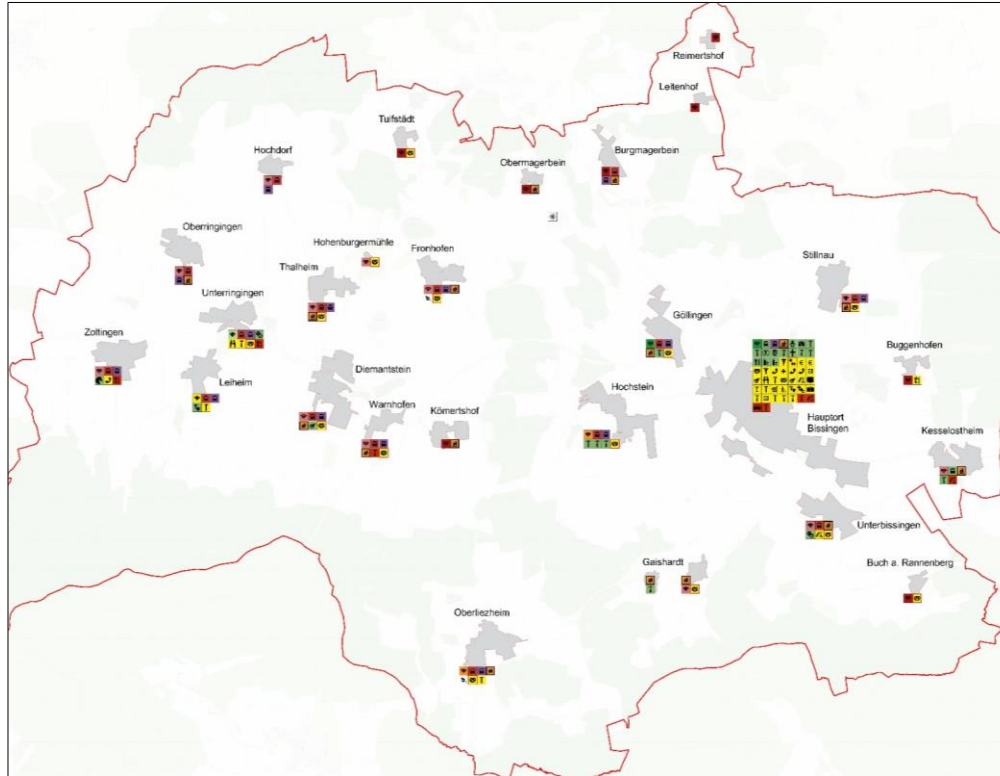 Reimertshof
Leitenhof
Tuifstädt
Hochdorf
Obermagerbein
Burgmagerbein
Oberringingen
Hohenburgermühle
Fronhofen
Thalheim
Stillnau
Unterringingen
Göllingen
Zoltingen
Buggenhofen
Leiheim
Diemantstein
Warnhofen
Kömertshof
Hochstein
Hauptort
Bissingen
Kesselostheim
Unterbissingen
Gaishardt
Buch a. Rannenberg
Oberliezheim